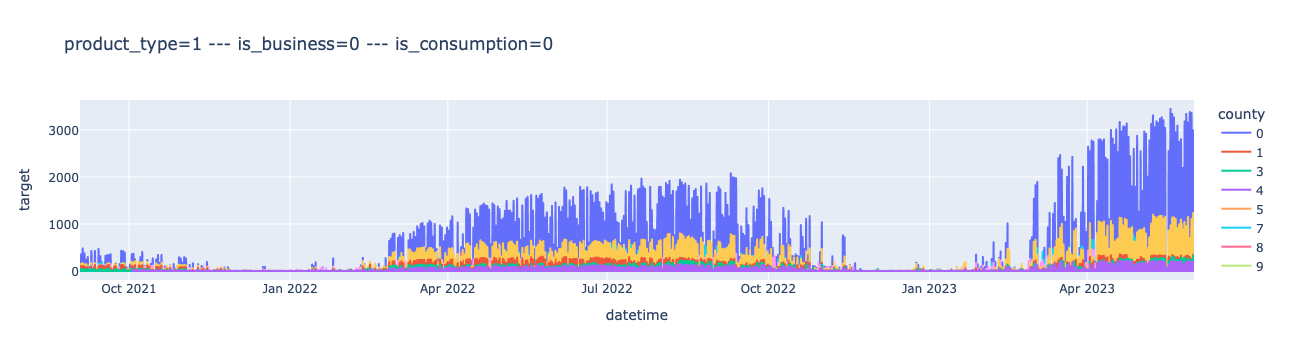 product_type=1 --- is_business=0 --- is_consumption=0
county
0
1
3
4
5
7
8
9
3000
2000
1000
0
target
Oct 2021 Jan 2022 Apr 2022 Jul 2022 Oct 2022 Jan 2023 Apr 2023
datetime